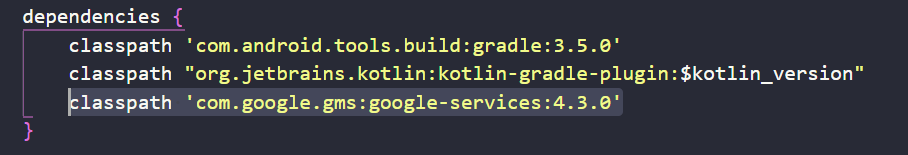 dependencies {
classpath 'com.android.tools.build:gradle:3.5.0'
classpath "org.jetbrains.kotlin:kotlin-gradle-plugin:$kotlin_version"
classpath 'com.google.gms:google-services:4.3.0'
}